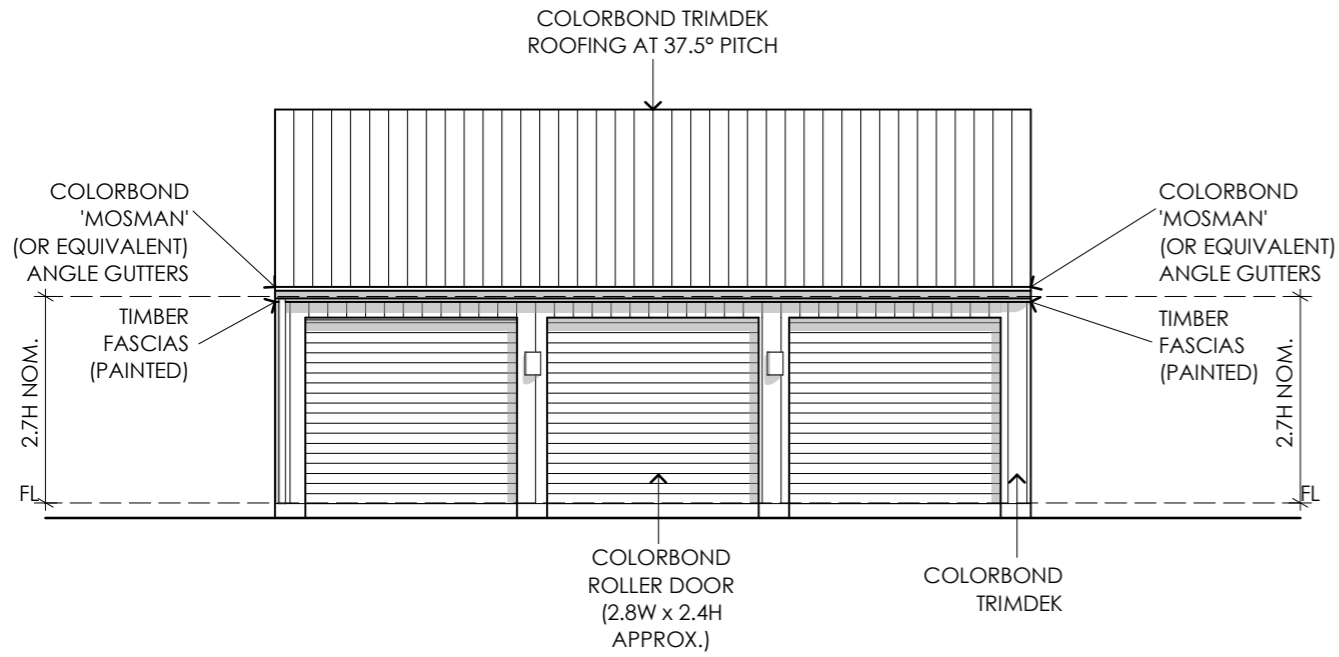 COLORBOND TRIMDEK
ROOFING AT 37.5° PITCH
COLORBOND
'MOSMAN'
(OR EQUIVALENT)
ANGLE GUTTERS
COLORBOND
'MOSMAN'
(OR EQUIVALENT)
ANGLE GUTTERS
TIMBER
FASCIAS
(PAINTED)
TIMBER
FASCIAS
(PAINTED)
2.7H NOM.
2.7H NOM.
FL
FL
COLORBOND
ROLLER DOOR
(2.8W x 2.4H
APPROX.)
COLORBOND
TRIMDEK